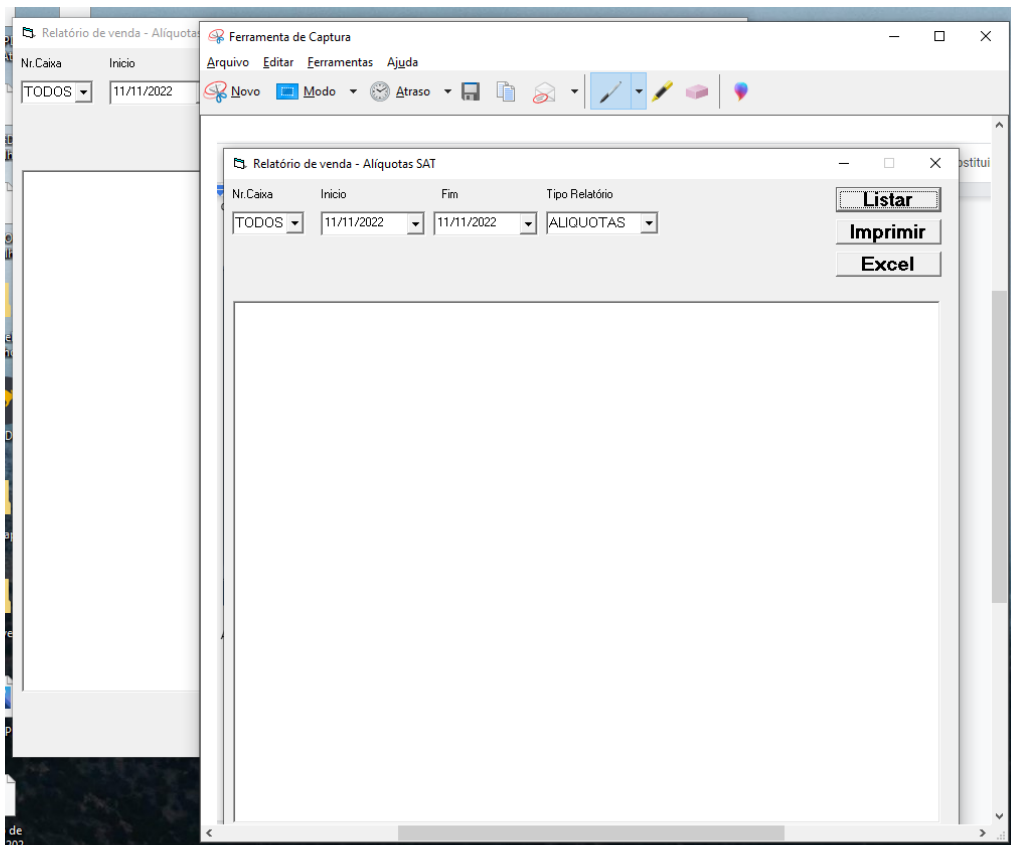 Relatório de venda - Alíquotas
Nr.Caixa Inicio
TODOS 11/11/2022
Ferramenta de Captura
Arquivo Editar Ferramentas Ajuda
Novo Modo Atraso
Relatório de venda - Alíquotas SAT
Nr.Caixa Inicio Fim Tipo Relatório
TODOS 11/11/2022 11/11/2022 ALIQUOTAS
Listar
Imprimir
Excel
de